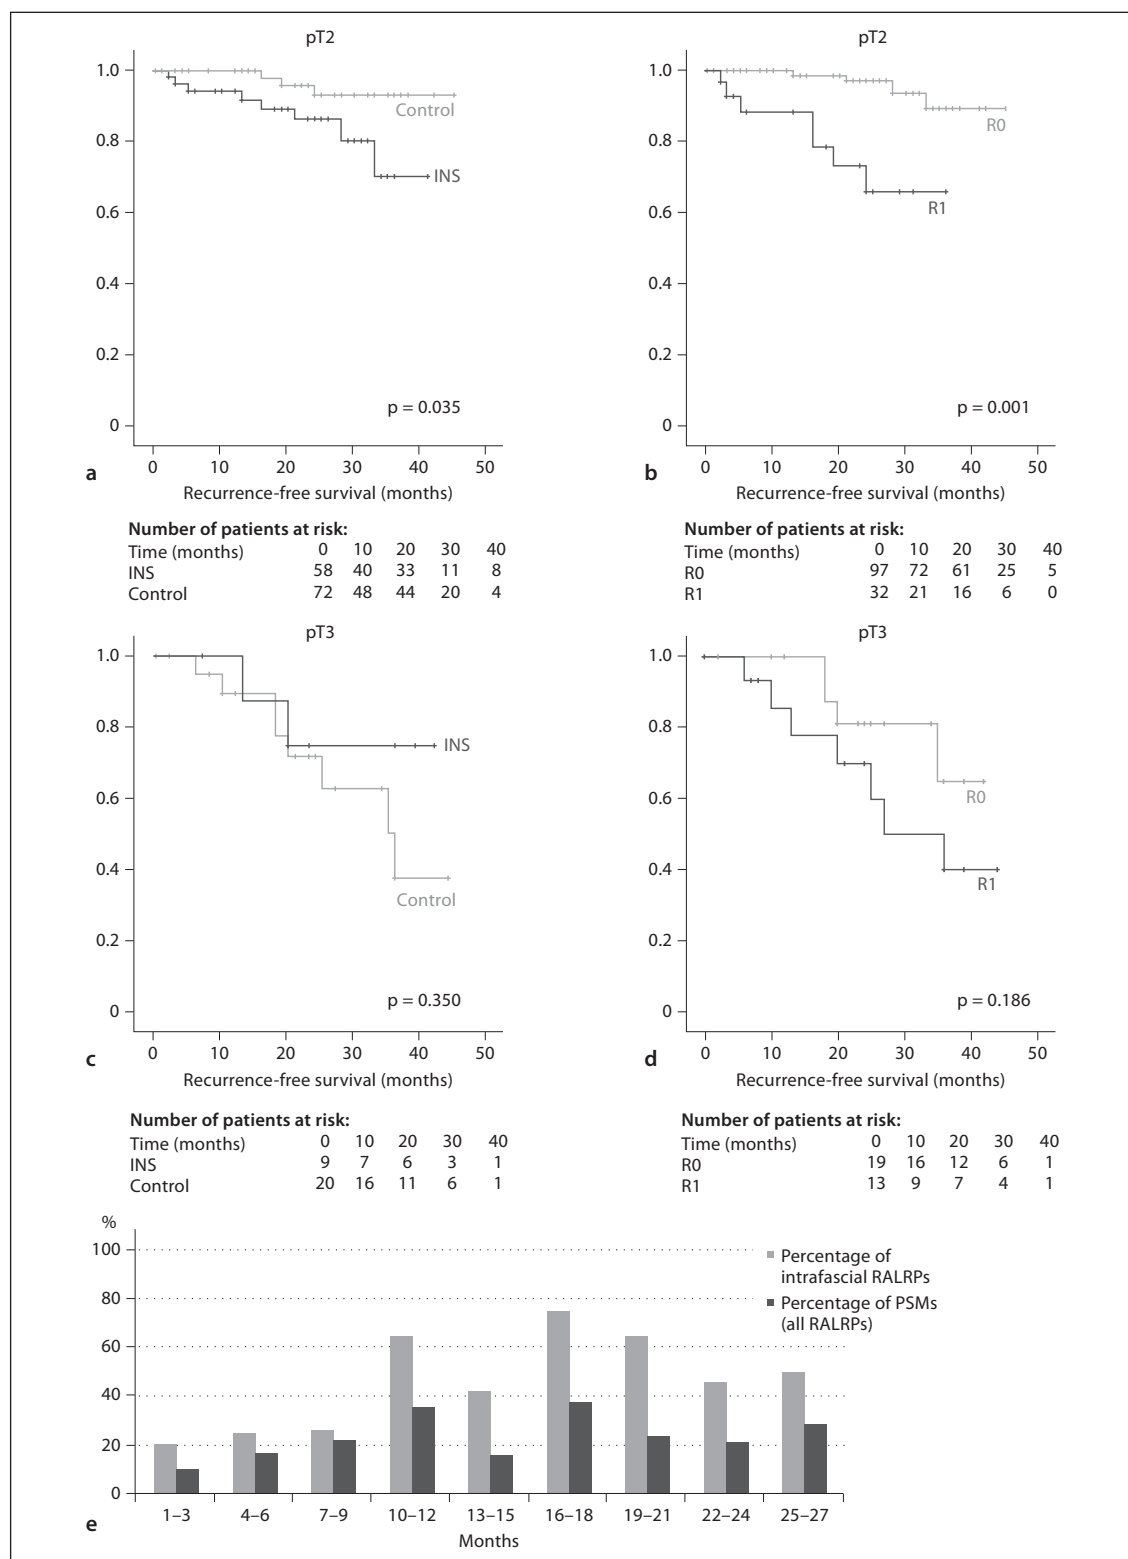 pT2
1.0
0.8
0.6
0.4
0.2
0
Control
INS
p = 0.035
0 10 20 30 40 50
a
Recurrence-free survival (months)
Number of patients at risk:
Time (months) 0 10 20 30 40
INS 58 40 33 11 8
Control 72 48 44 20 4
pT2
1.0
0.8
0.6
0.4
0.2
0
R0
R1
p = 0.001
0 10 20 30 40 50
b
Recurrence-free survival (months)
Number of patients at risk:
Time (months) 0 10 20 30 40
R0 97 72 61 25 5
R1 32 21 16 6 0
pT3
1.0
0.8
0.6
0.4
0.2
0
INS
Control
p = 0.350
0 10 20 30 40 50
c
Recurrence-free survival (months)
Number of patients at risk:
Time (months) 0 10 20 30 40
INS 9 7 6 3 1
Control 20 16 11 6 1
pT3
1.0
0.8
0.6
0.4
0.2
0
R0
R1
p = 0.186
0 10 20 30 40 50
d
Recurrence-free survival (months)
Number of patients at risk:
Time (months) 0 10 20 30 40
R0 19 16 12 6 1
R1 13 9 7 4 1
%
100
80
60
40
20
0
Percentage of
intrafascial RALRPs
Percentage of PSMs
(all RALRPs)
1–3 4–6 7–9 10–12 13–15 16–18 19–21 22–24 25–27
e
Months